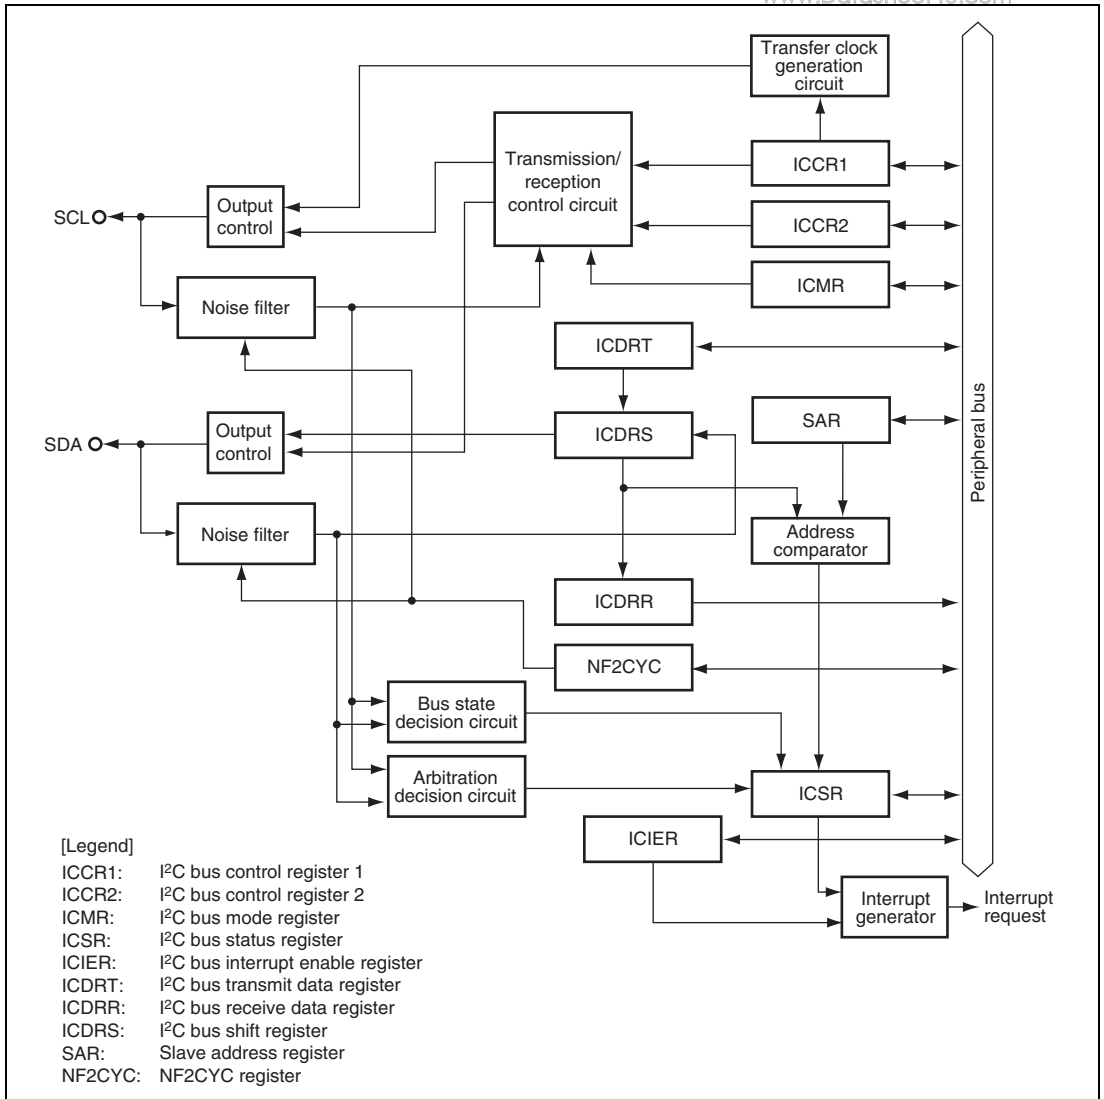 Transfer clock
generation
circuit
Transmission/
reception
control circuit
ICCR1
SCL
Output
control
ICCR2
ICMR
Noise filter
ICDRT
Peripheral bus
SAR
SDA
Output
control
ICDRS
Noise filter
Address
comparator
ICDRR
NF2CYC
Bus state
decision circuit
Arbitration
decision circuit
ICSR
ICIER
Interrupt
generator
Interrupt
request
[Legend]
ICCR1: I²C bus control register 1
ICCR2: I²C bus control register 2
ICMR: I²C bus mode register
ICSR: I²C bus status register
ICIER: I²C bus interrupt enable register
ICDRT: I²C bus transmit data register
ICDRR: I²C bus receive data register
ICDRS: I²C bus shift register
SAR: Slave address register
NF2CYC: NF2CYC register